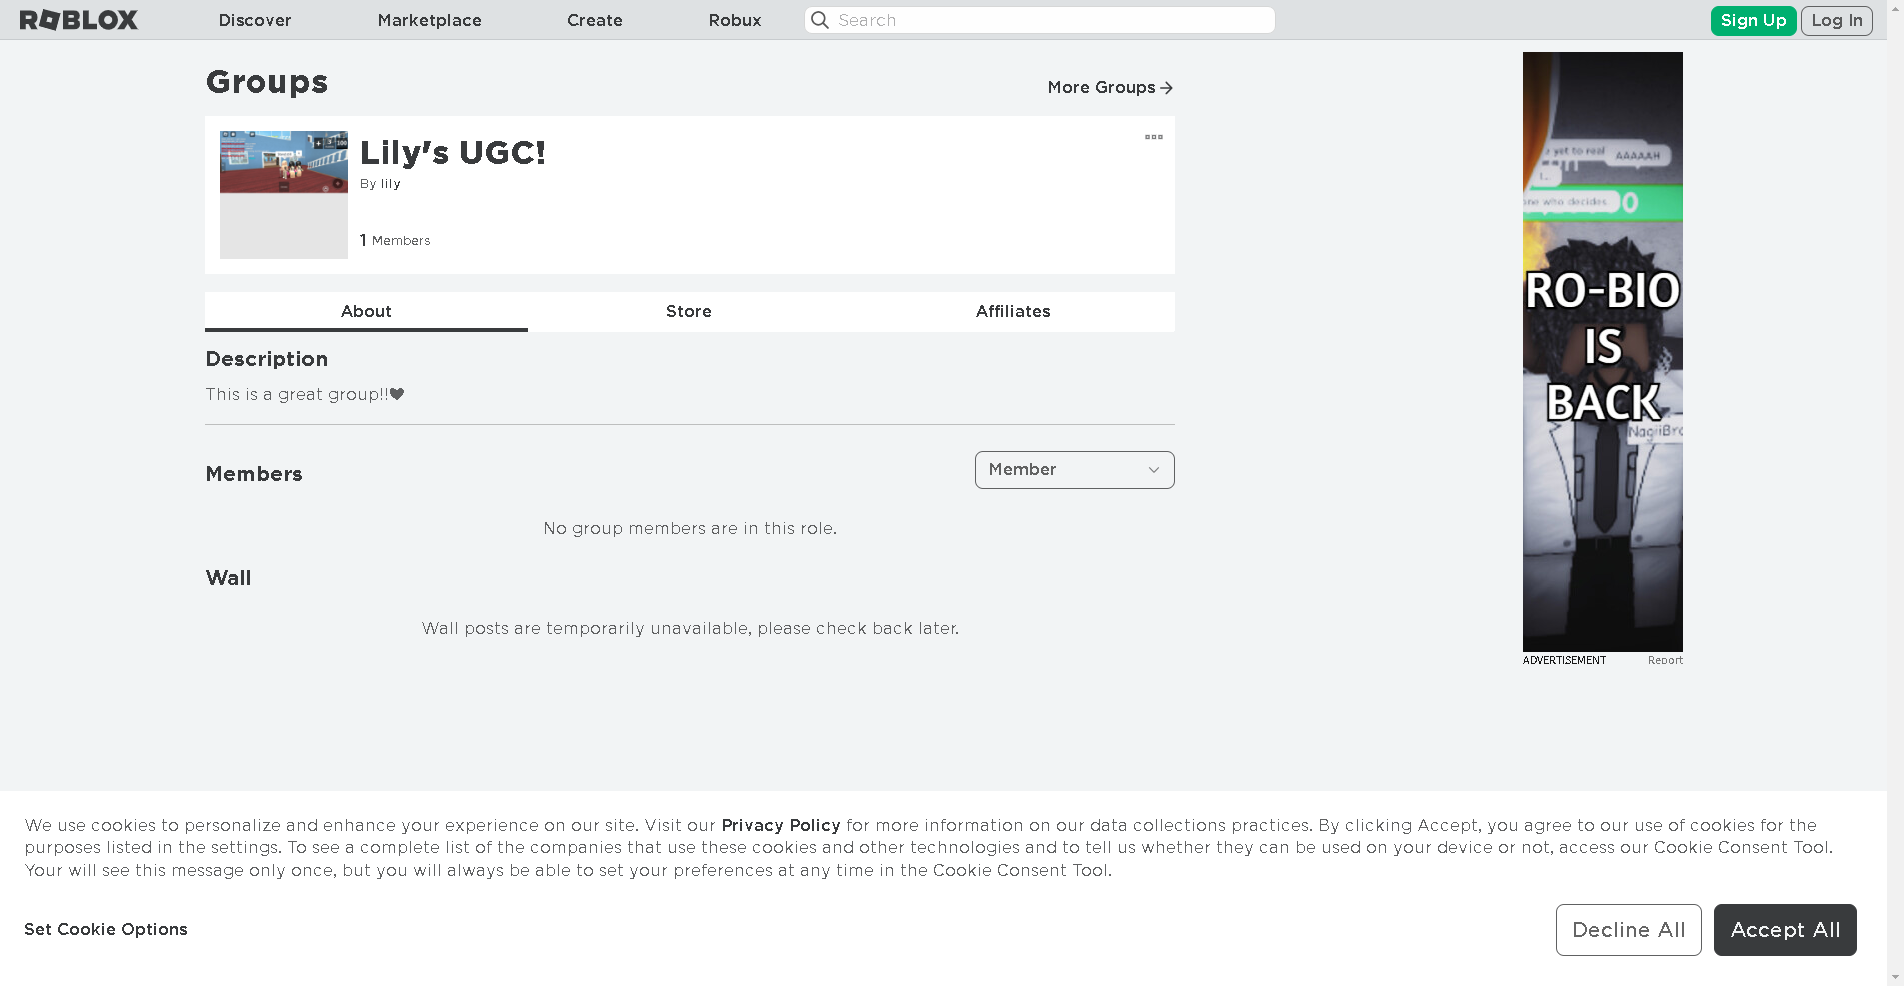 ROBLOX
Discover
Marketplace
Create
Robux
Search
Sign Up
Log In
Groups
More Groups
Lily's UGC!
By lily
1 Members
About
Store
Affiliates
Description
This is a great group!!🖤
Members
Member
No group members are in this role.
Wall
Wall posts are temporarily unavailable, please check back later.
yet to real
AAAAAH
one who decides.
0
RO-BIO
IS
BACK
ADVERTISEMENT
Report
We use cookies to personalize and enhance your experience on our site. Visit our Privacy Policy for more information on our data collections practices. By clicking Accept, you agree to our use of cookies for the
purposes listed in the settings. To see a complete list of the companies that use these cookies and other technologies and to tell us whether they can be used on your device or not, access our Cookie Consent Tool.
Your will see this message only once, but you will always be able to set your preferences at any time in the Cookie Consent Tool.
Set Cookie Options
Decline All
Accept All